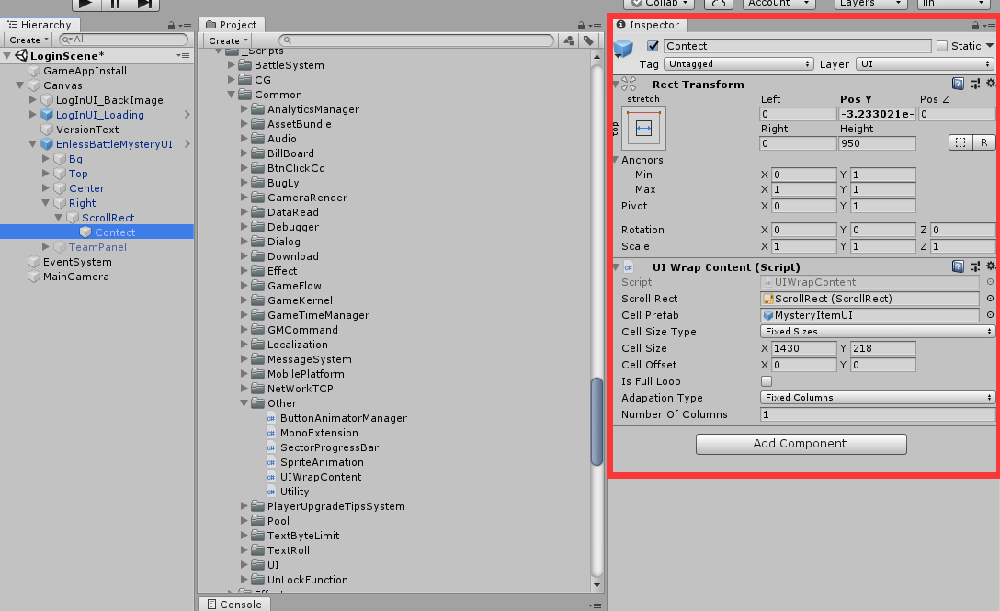 Collab
Account
Layers
Hierarchy
Create
All
LoginScene*
GameAppInstall
Canvas
LogInUI_BackImage
LogInUI_Loading
VersionText
EnlessBattleMysteryUI
Bg
Top
Center
Right
ScrollRect
Contect
TeamPanel
EventSystem
MainCamera
Project
Create
_Scripts
BattleSystem
CG
Common
AnalyticsManager
AssetBundle
Audio
BillBoard
BtnClickCd
BugLy
CameraRender
DataRead
Debugger
Dialog
Download
Effect
GameFlow
GameKernel
GameTimeManager
GMCommand
Localization
MessageSystem
MobilePlatform
NetWorkTCP
Other
ButtonAnimatorManager
MonoExtension
SectorProgressBar
SpriteAnimation
UIWrapContent
Utility
PlayerUpgradeTipsSystem
Pool
TextByteLimit
TextRoll
UI
UnLockFunction
Console
Inspector
Contect Static
Tag Untagged Layer UI
Rect Transform
stretch
top
Left Pos Y Pos Z
0 -3.233021e- 0
Right Height
0 950 R
Anchors
Min X 0 Y 1
Max X 1 Y 1
Pivot X 0 Y 1
Rotation X 0 Y 0 Z 0
Scale X 1 Y 1 Z 1
UI Wrap Content (Script)
Script UIWrapContent
Scroll Rect ScrollRect (ScrollRect)
Cell Prefab MysteryItemUI
Cell Size Type Fixed Sizes
Cell Size X 1430 Y 218
Cell Offset X 0 Y 0
Is Full Loop
Adapation Type Fixed Columns
Number Of Columns 1
Add Component